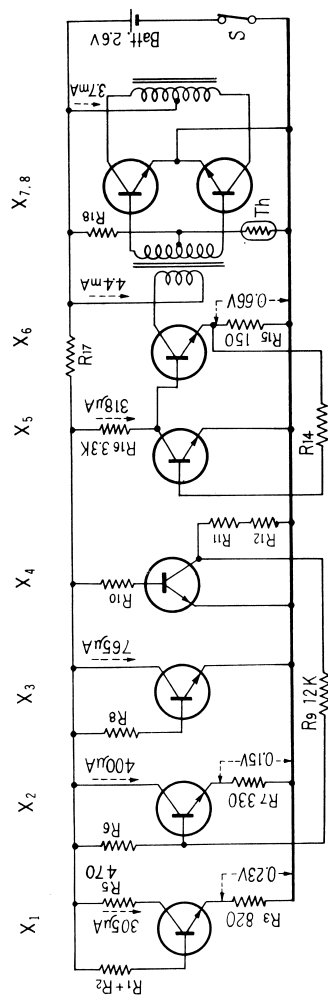 X1
X2
X3
X4
X5
X6
X7,8
R1+R2
305μA
R5
470
R3 820
0.23V
R6
400μA
R7 330
0.15V
R8
765μA
R9 12K
R10
R11
R12
R14
318μA
R16 3.3K
R17
4.4mA
0.66V
R15
150
R18
Th
3.7mA
Batt. 2.6V
S